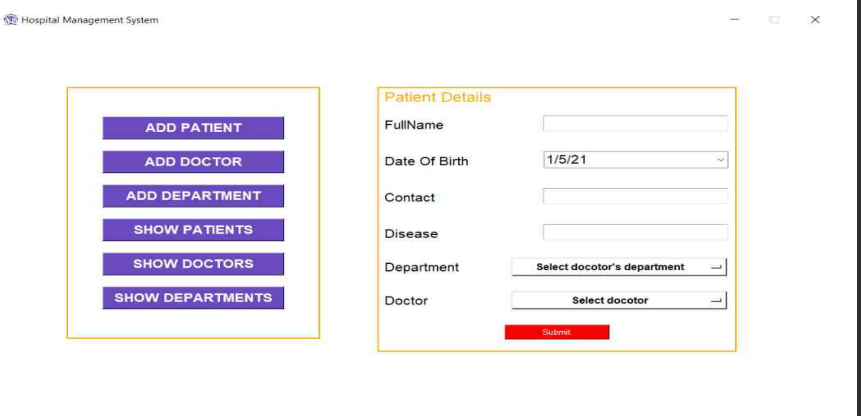 Hospital Management System
ADD PATIENT
ADD DOCTOR
ADD DEPARTMENT
SHOW PATIENTS
SHOW DOCTORS
SHOW DEPARTMENTS
Patient Details
FullName
Date Of Birth 1/5/21
Contact
Disease
Department Select docotor's department
Doctor Select docotor
Submit